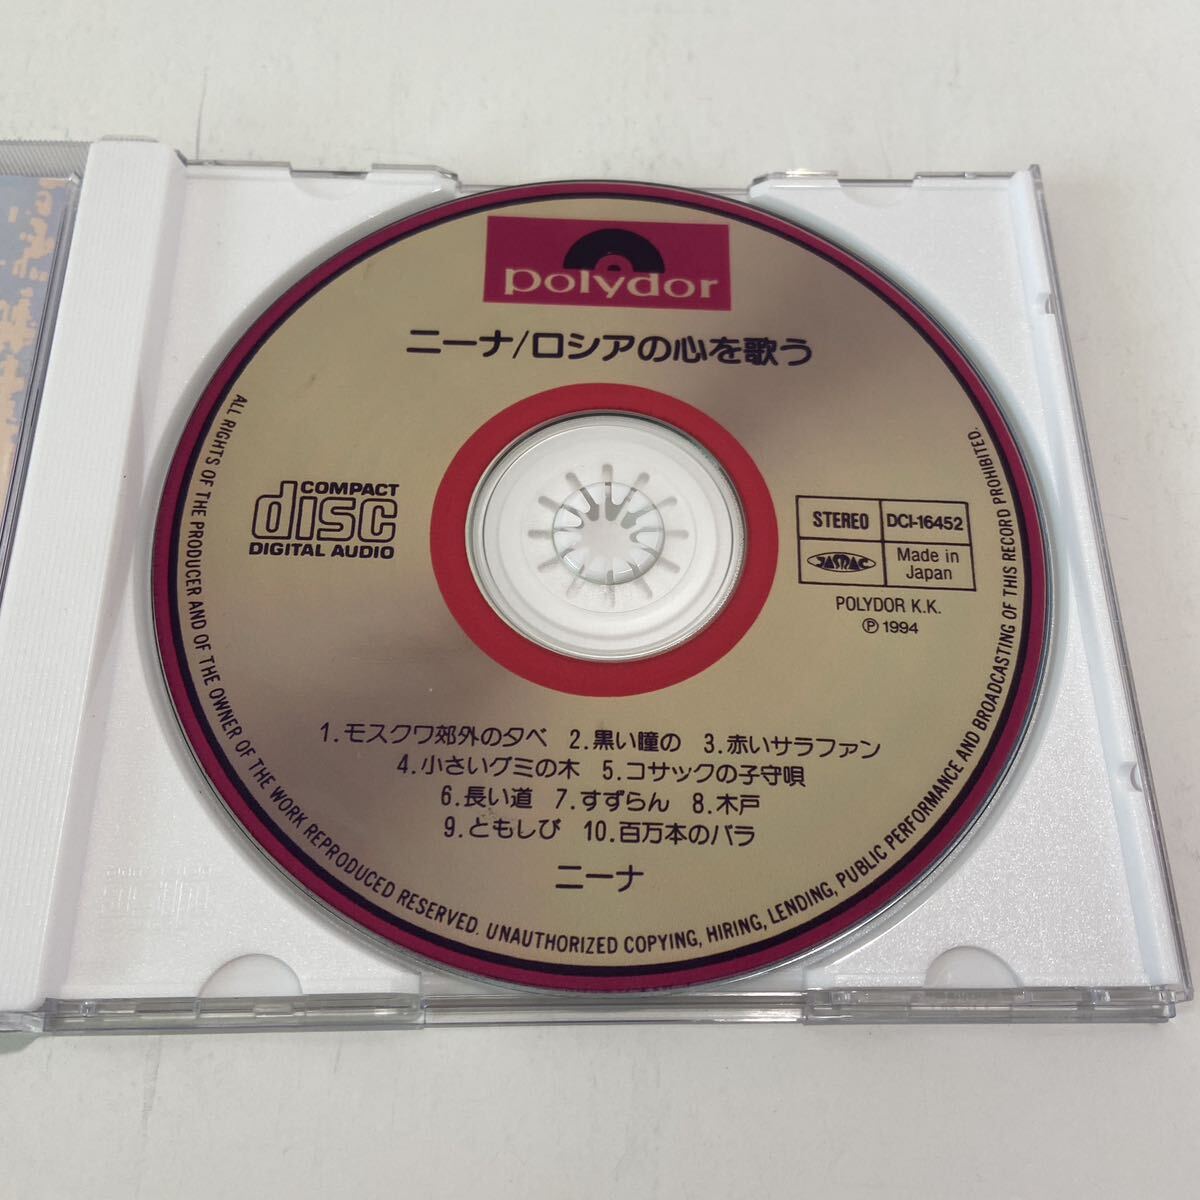 polydor
ニーナ/ロシアの心を歌う
COMPACT
disc
DIGITAL AUDIO
STEREO
DCI-16452
JASRAC
Made in
Japan
POLYDOR K.K.
Ⓟ 1994
1.モスクワ郊外の夕べ 2.黒い瞳の 3.赤いサラファン
4.小さいグミの木 5.コサックの子守唄
6.長い道 7.すずらん 8.木戸
9.ともしび 10.百万本のバラ
ニーナ
ALL RIGHTS OF THE PRODUCER AND OF THE OWNER OF THE WORK REPRODUCED RESERVED. UNAUTHORIZED COPYING, HIRING, LENDING, PUBLIC PERFORMANCE AND BROADCASTING OF THIS RECORD PROHIBITED.